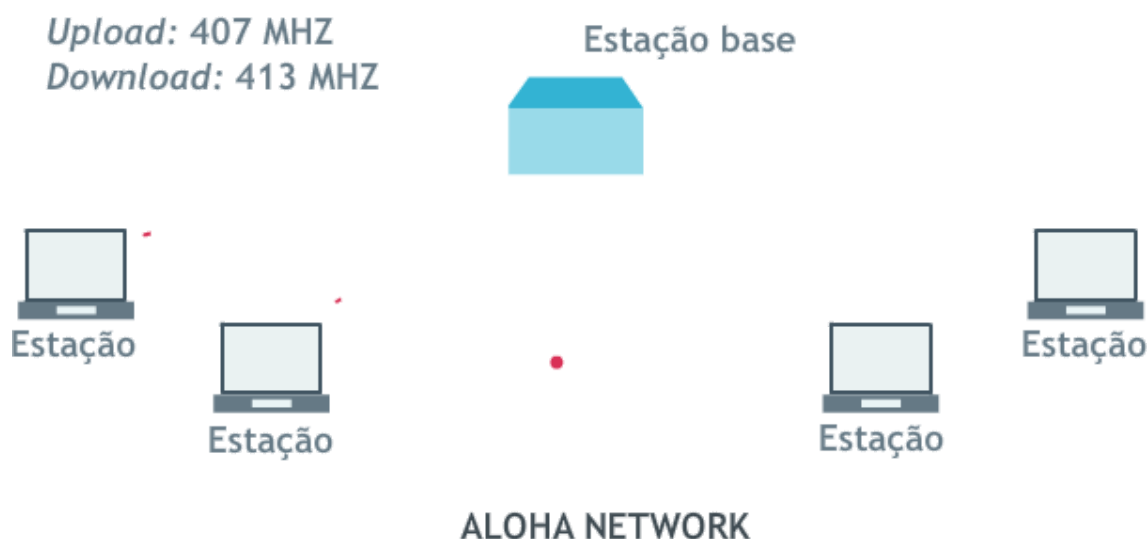 Upload: 407 MHZ
Download: 413 MHZ
Estação base
Estação
Estação
Estação
Estação
ALOHA NETWORK